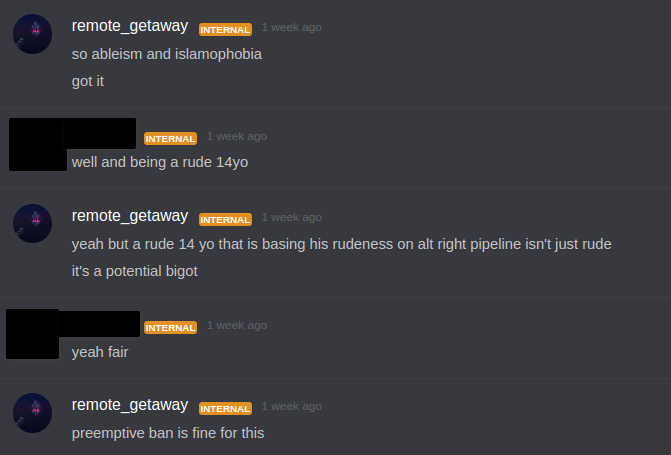 remote_getaway INTERNAL 1 week ago
so ableism and islamophobia
got it
INTERNAL 1 week ago
well and being a rude 14yo
remote_getaway INTERNAL 1 week ago
yeah but a rude 14 yo that is basing his rudeness on alt right pipeline isn't just rude
it's a potential bigot
INTERNAL 1 week ago
yeah fair
remote_getaway INTERNAL 1 week ago
preemptive ban is fine for this